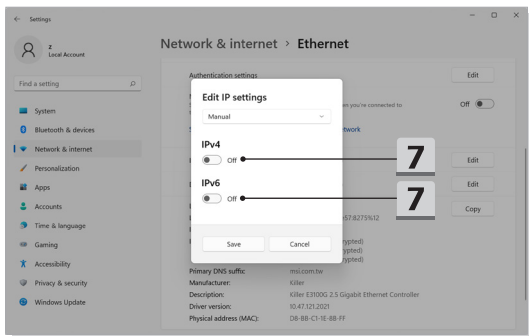 Settings
z
Local Account
Find a setting
System
Bluetooth & devices
Network & internet
Personalization
Apps
Accounts
Time & language
Gaming
Accessibility
Privacy & security
Windows Update
Network & internet > Ethernet
Authentication settings
Edit
en you're connected to
Off
twork
Edit
Edit
Copy
57:8275%12
rypted)
rypted)
rypted)
Primary DNS suffix: msi.com.tw
Manufacturer: Killer
Description: Killer E3100G 2.5 Gigabit Ethernet Controller
Driver version: 10.47.121.2021
Physical address (MAC): D8-BB-C1-1E-8B-FF
Edit IP settings
Manual
IPv4
Off
7
IPv6
Off
7
Save Cancel